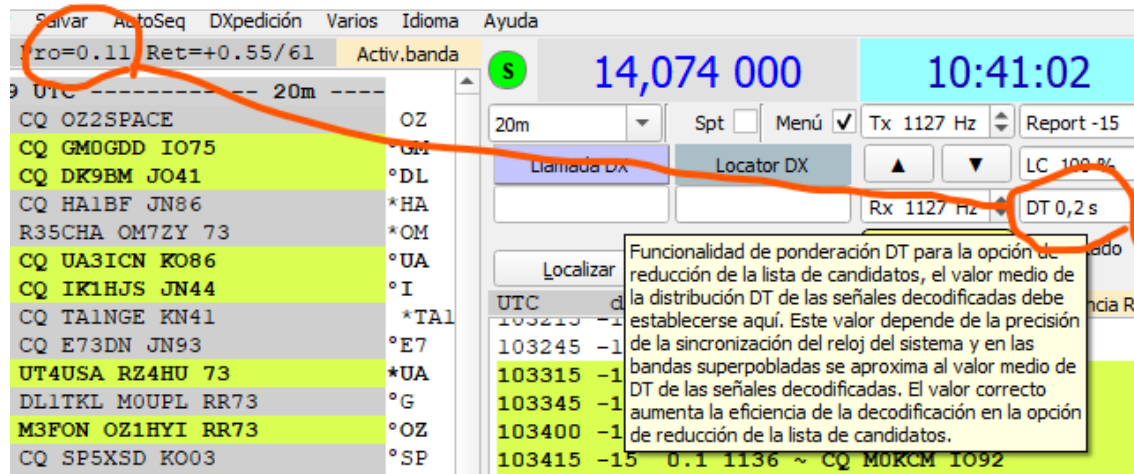 Salvar AutoSeq DXpedición Varios Idioma Ayuda
Pro=0.11 Ret=+0.55/61 Activ.banda
9 UTC ------------ 20m ----
CQ OZ2SPACE OZ
CQ GM0GDD IO75 °GM
CQ DK9BM JO41 °DL
CQ HA1BF JN86 *HA
R35CHA OM7ZY 73 *OM
CQ UA3ICN KO86 °UA
CQ IK1HJS JN44 °I
CQ TA1NGE KN41 *TA1
CQ E73DN JN93 °E7
UT4USA RZ4HU 73 *UA
DL1TKL M0UPL RR73 °G
M3FON OZ1HYI RR73 °OZ
CQ SP5XSD KO03 °SP
S 14,074 000 10:41:02
20m Spt Menú Tx 1127 Hz Report -15
Llamada DX Locator DX LC 100 %
Rx 1127 Hz DT 0,2 s
Localizar
UTC
Funcionalidad de ponderación DT para la opción de
reducción de la lista de candidatos, el valor medio de
la distribución DT de las señales decodificadas debe
establecerse aquí. Este valor depende de la precisión
de la sincronización del reloj del sistema y en las
bandas superpobladas se aproxima al valor medio de
DT de las señales decodificadas. El valor correcto
aumenta la eficiencia de la decodificación en la opción
de reducción de la lista de candidatos.
103215 -1
103245 -1
103315 -1
103345 -1
103400 -1
103415 -15 0.1 1136 ~ CQ M0KCM IO92